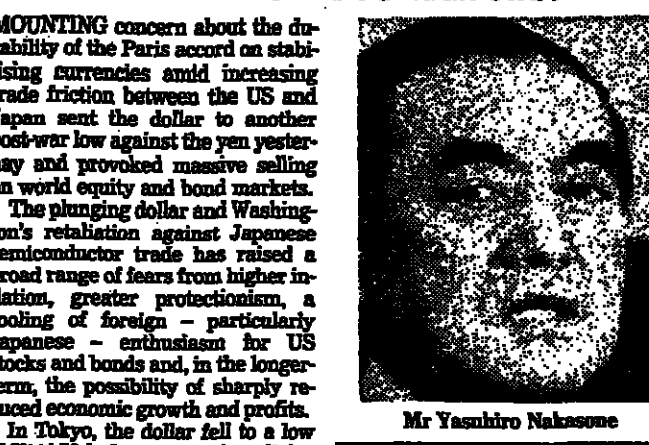 MOUNTING concern about the du-
rability of the Paris accord on stabi-
lising currencies amid increasing
trade friction between the US and
Japan sent the dollar to another
post-war low against the yen yester-
day and provoked massive selling
on world equity and bond markets.
The plunging dollar and Washing-
ton's retaliation against Japanese
semiconductor trade has raised a
broad range of fears from higher in-
flation, greater protectionism, a
cooling of foreign – particularly
Japanese – enthusiasm for US
stocks and bonds and, in the longer-
term, the possibility of sharply re-
duced economic growth and profits.
In Tokyo, the dollar fell to a low
Mr Yasuhiro Nakasone